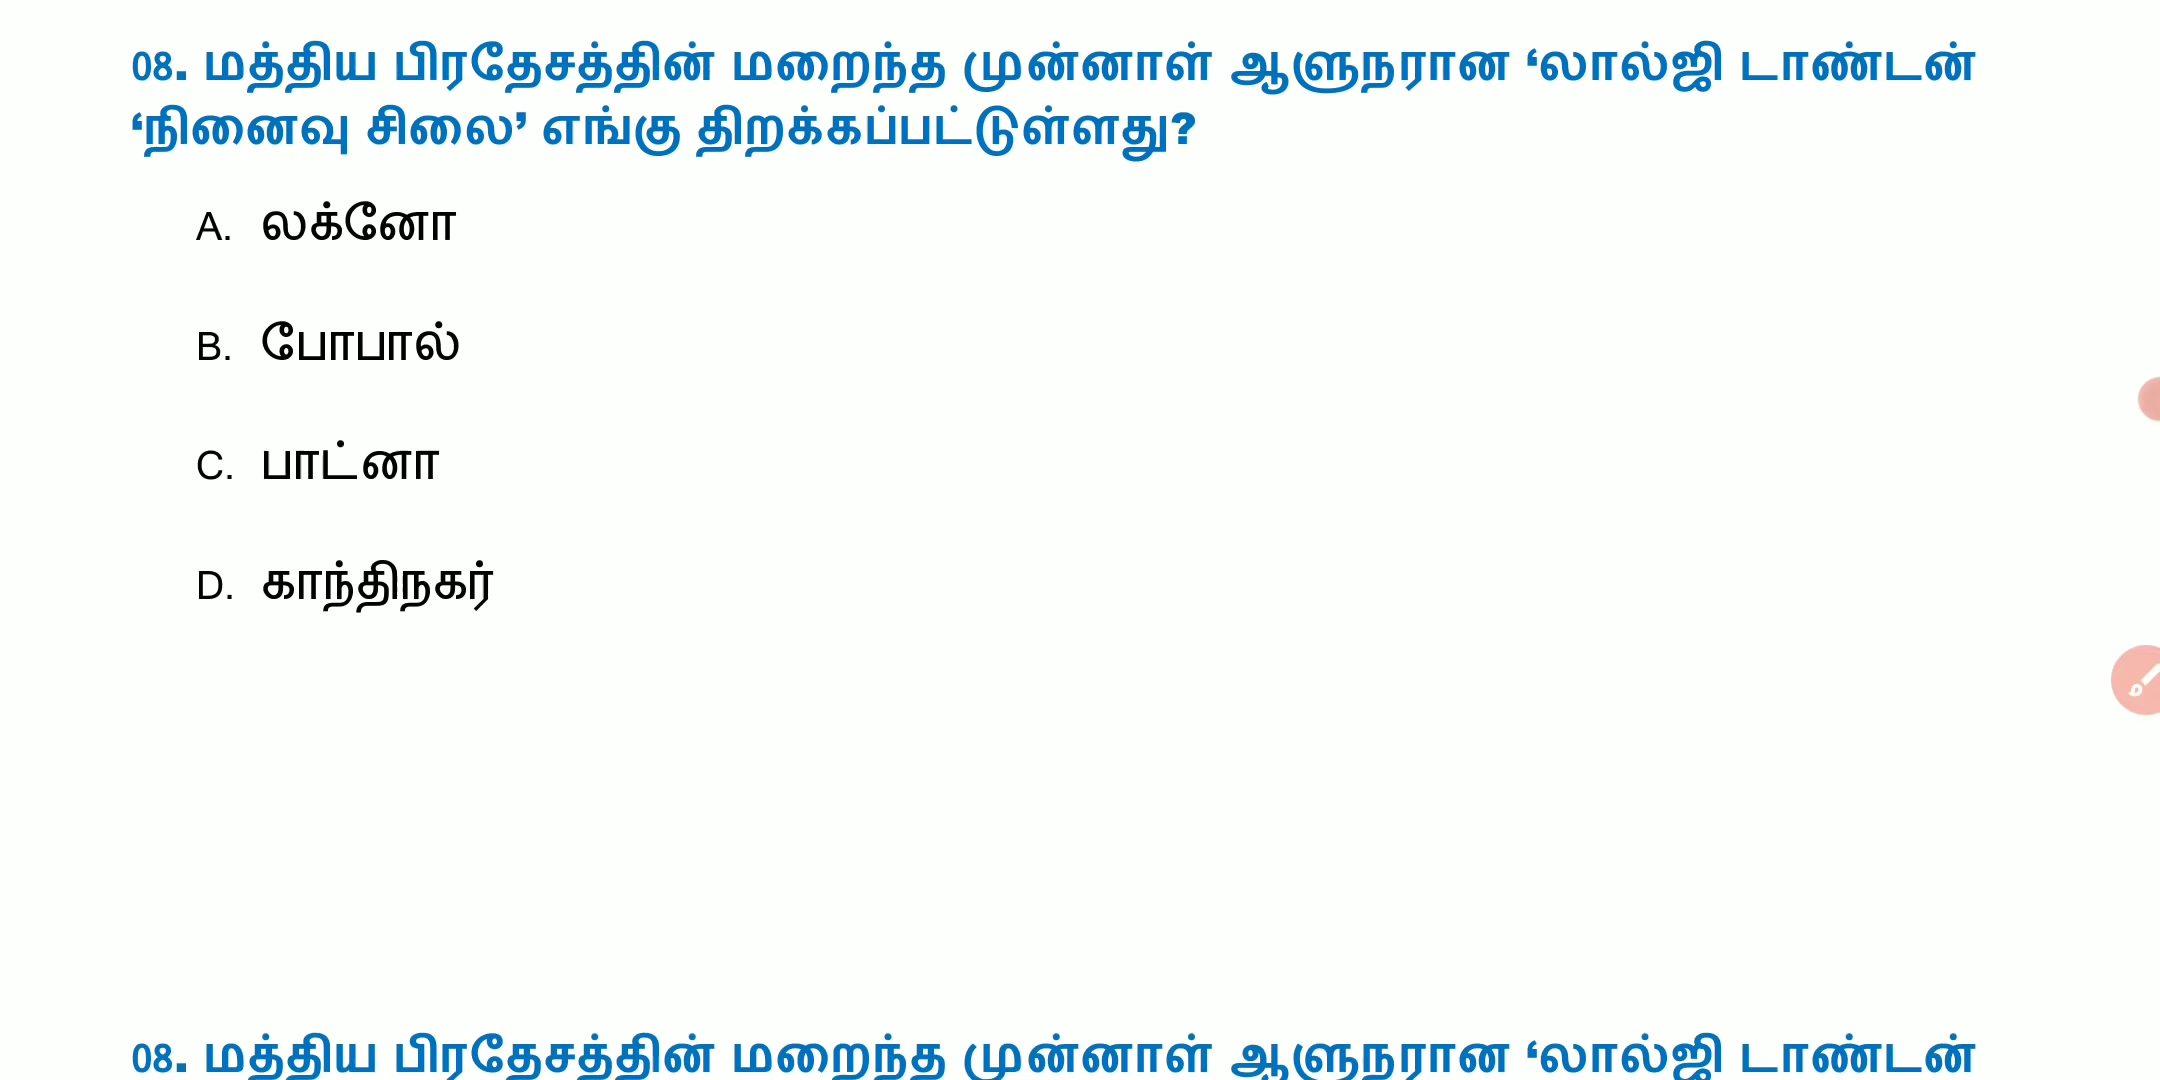 08. மத்திய பிரதேசத்தின் மறைந்த முன்னாள் ஆளுநரான ‘லால்ஜி டாண்டன்
‘நினைவு சிலை’ எங்கு திறக்கப்பட்டுள்ளது?
A. லக்னோ
B. போபால்
C. பாட்னா
D. காந்திநகர்
08. மத்திய பிரதேசத்தின் மறைந்த முன்னாள் ஆளுநரான ‘லால்ஜி டாண்டன்